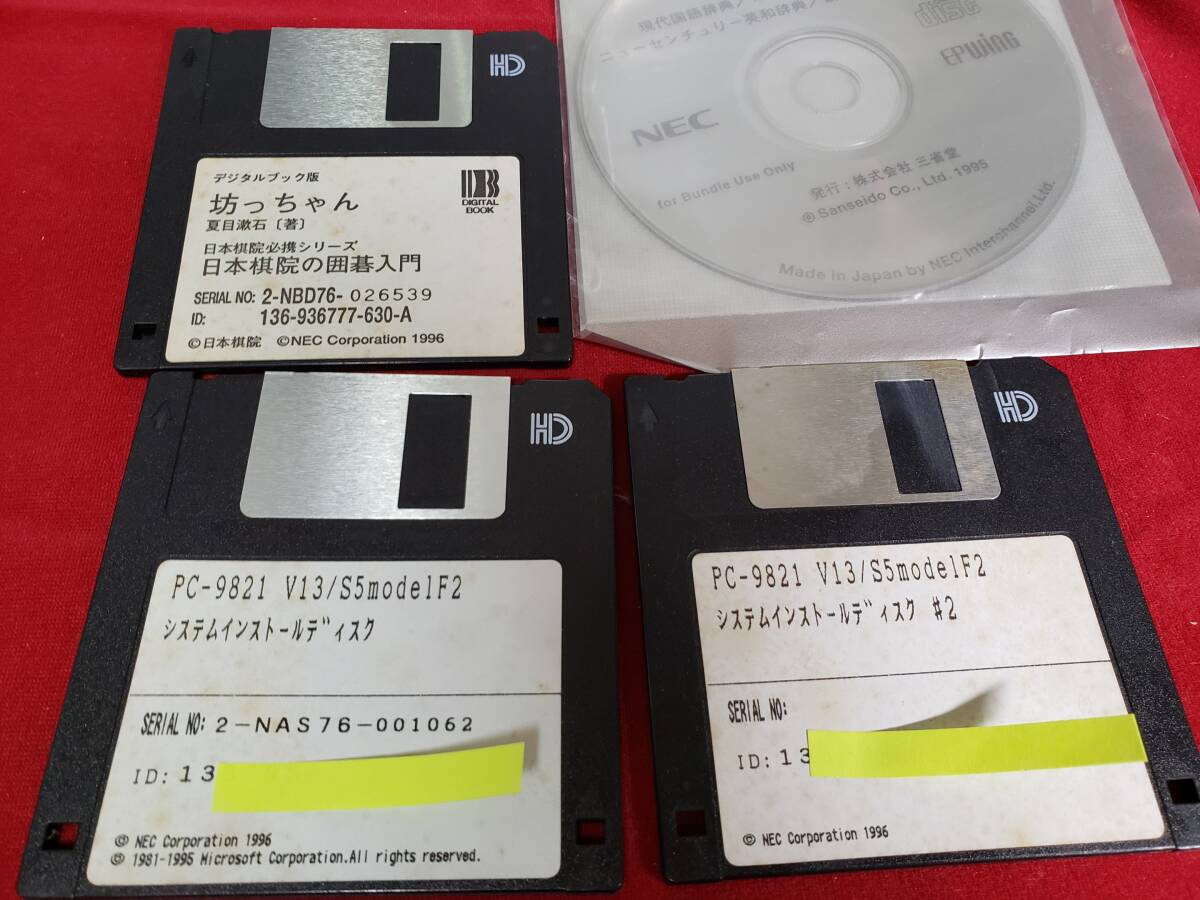 HD
デジタルブック版
坊っちゃん
夏目漱石〔著〕
DIGITAL
BOOK
日本棋院必携シリーズ
日本棋院の囲碁入門
SERIAL NO: 2-NBD76- 026539
ID: 136-936777-630-A
©日本棋院 ©NEC Corporation 1996
現代国語辞典/
ニューセンチュリー英和辞典/
disc
EPWING
NEC
for Bundle Use Only
発行：株式会社 三省堂
® Sanseido Co., Ltd. 1995
Made in Japan by NEC Interchannel,Ltd.
HD
PC-9821 V13/S5modelF2
システムインストールディスク
SERIAL NO: 2-NAS76-001062
ID: 13
© NEC Corporation 1996
© 1981-1995 Microsoft Corporation.All rights reserved.
HD
PC-9821 V13/S5modelF2
システムインストールディスク #2
SERIAL NO:
ID: 13
© NEC Corporation 1996